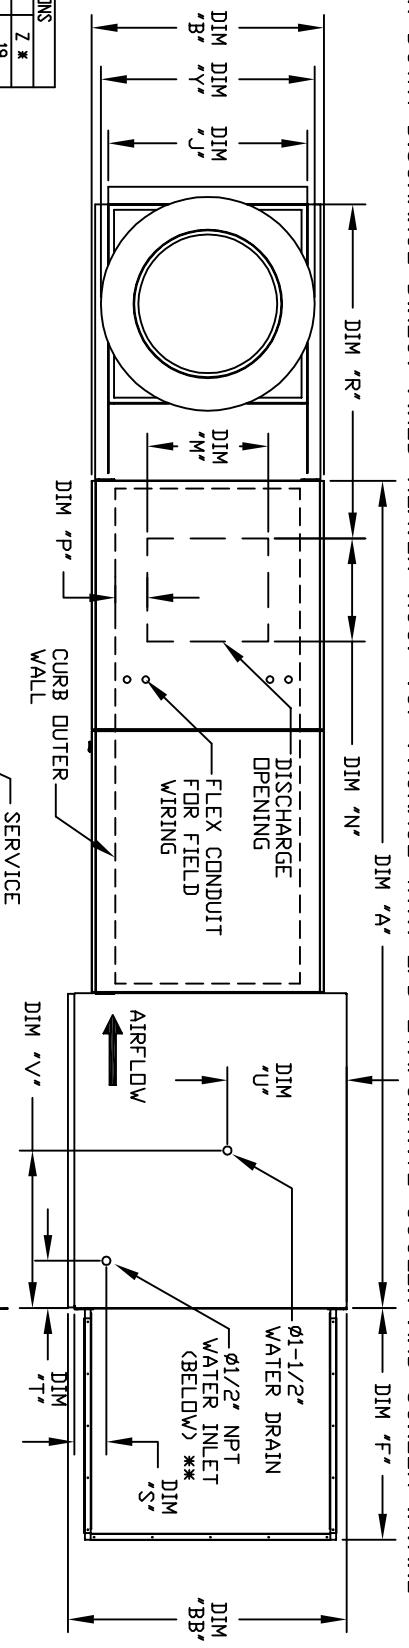 DIM
"B"
DIM
"Y"
DIM
"J"
DIM "R"
DIM
"M"
DIM "P"
DIM "N"
DIM "A"
DISCHARGE
OPENING
FLEX CONDUIT
FOR FIELD
WIRING
CURB OUTER
WALL
SERVICE
AIRFLOW
DIM "V"
DIM
"U"
Ø1-1/2"
WATER DRAIN
Ø1/2" NPT
WATER INLET
(BELOW) **
DIM
"T"
DIM
"S"
DIM "F"
DIM
"BB"
ONS
Z *
19